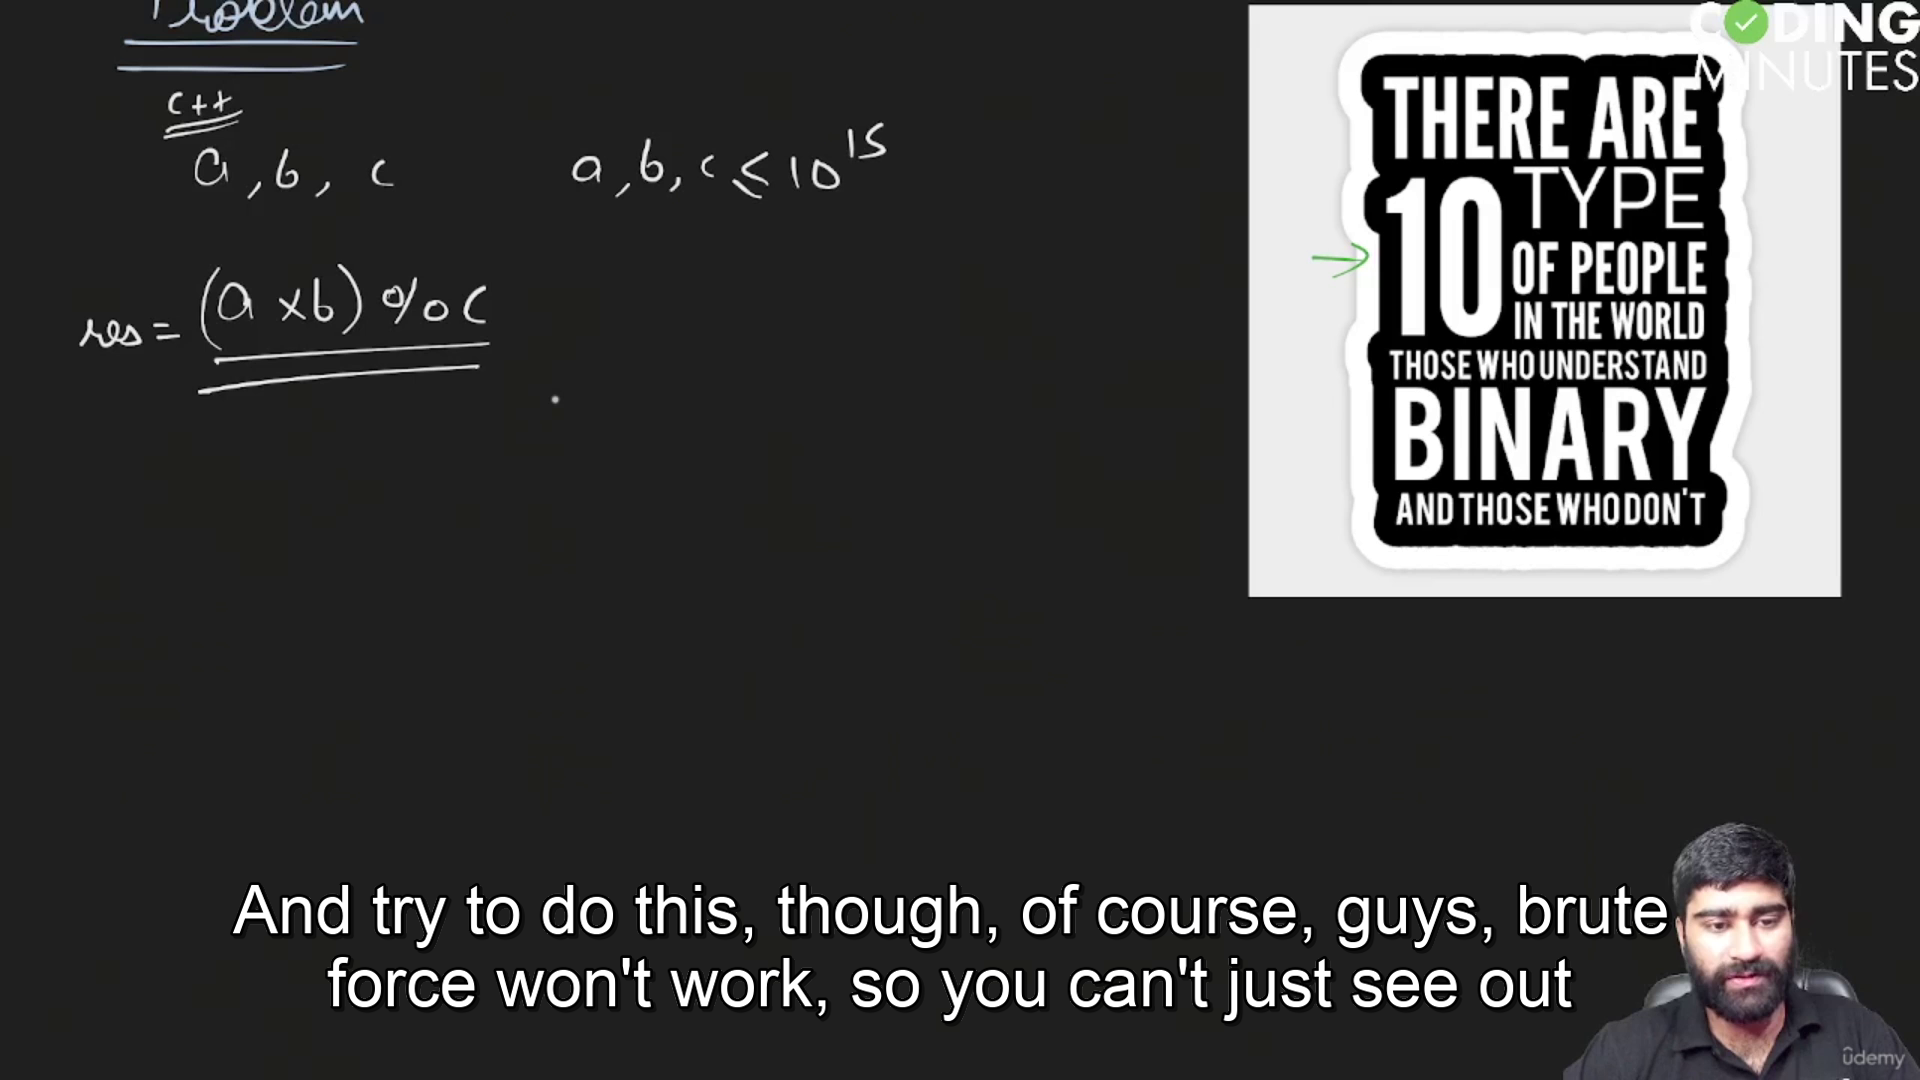 Problem
C++
a, b, c
a, b, c ≤ 10^15
res = (a x b) % c
CODING
MINUTES
THERE ARE
10 TYPE
OF PEOPLE
IN THE WORLD
THOSE WHO UNDERSTAND
BINARY
AND THOSE WHO DON'T
And try to do this, though, of course, guys, brute
force won't work, so you can't just see out
ûdemy